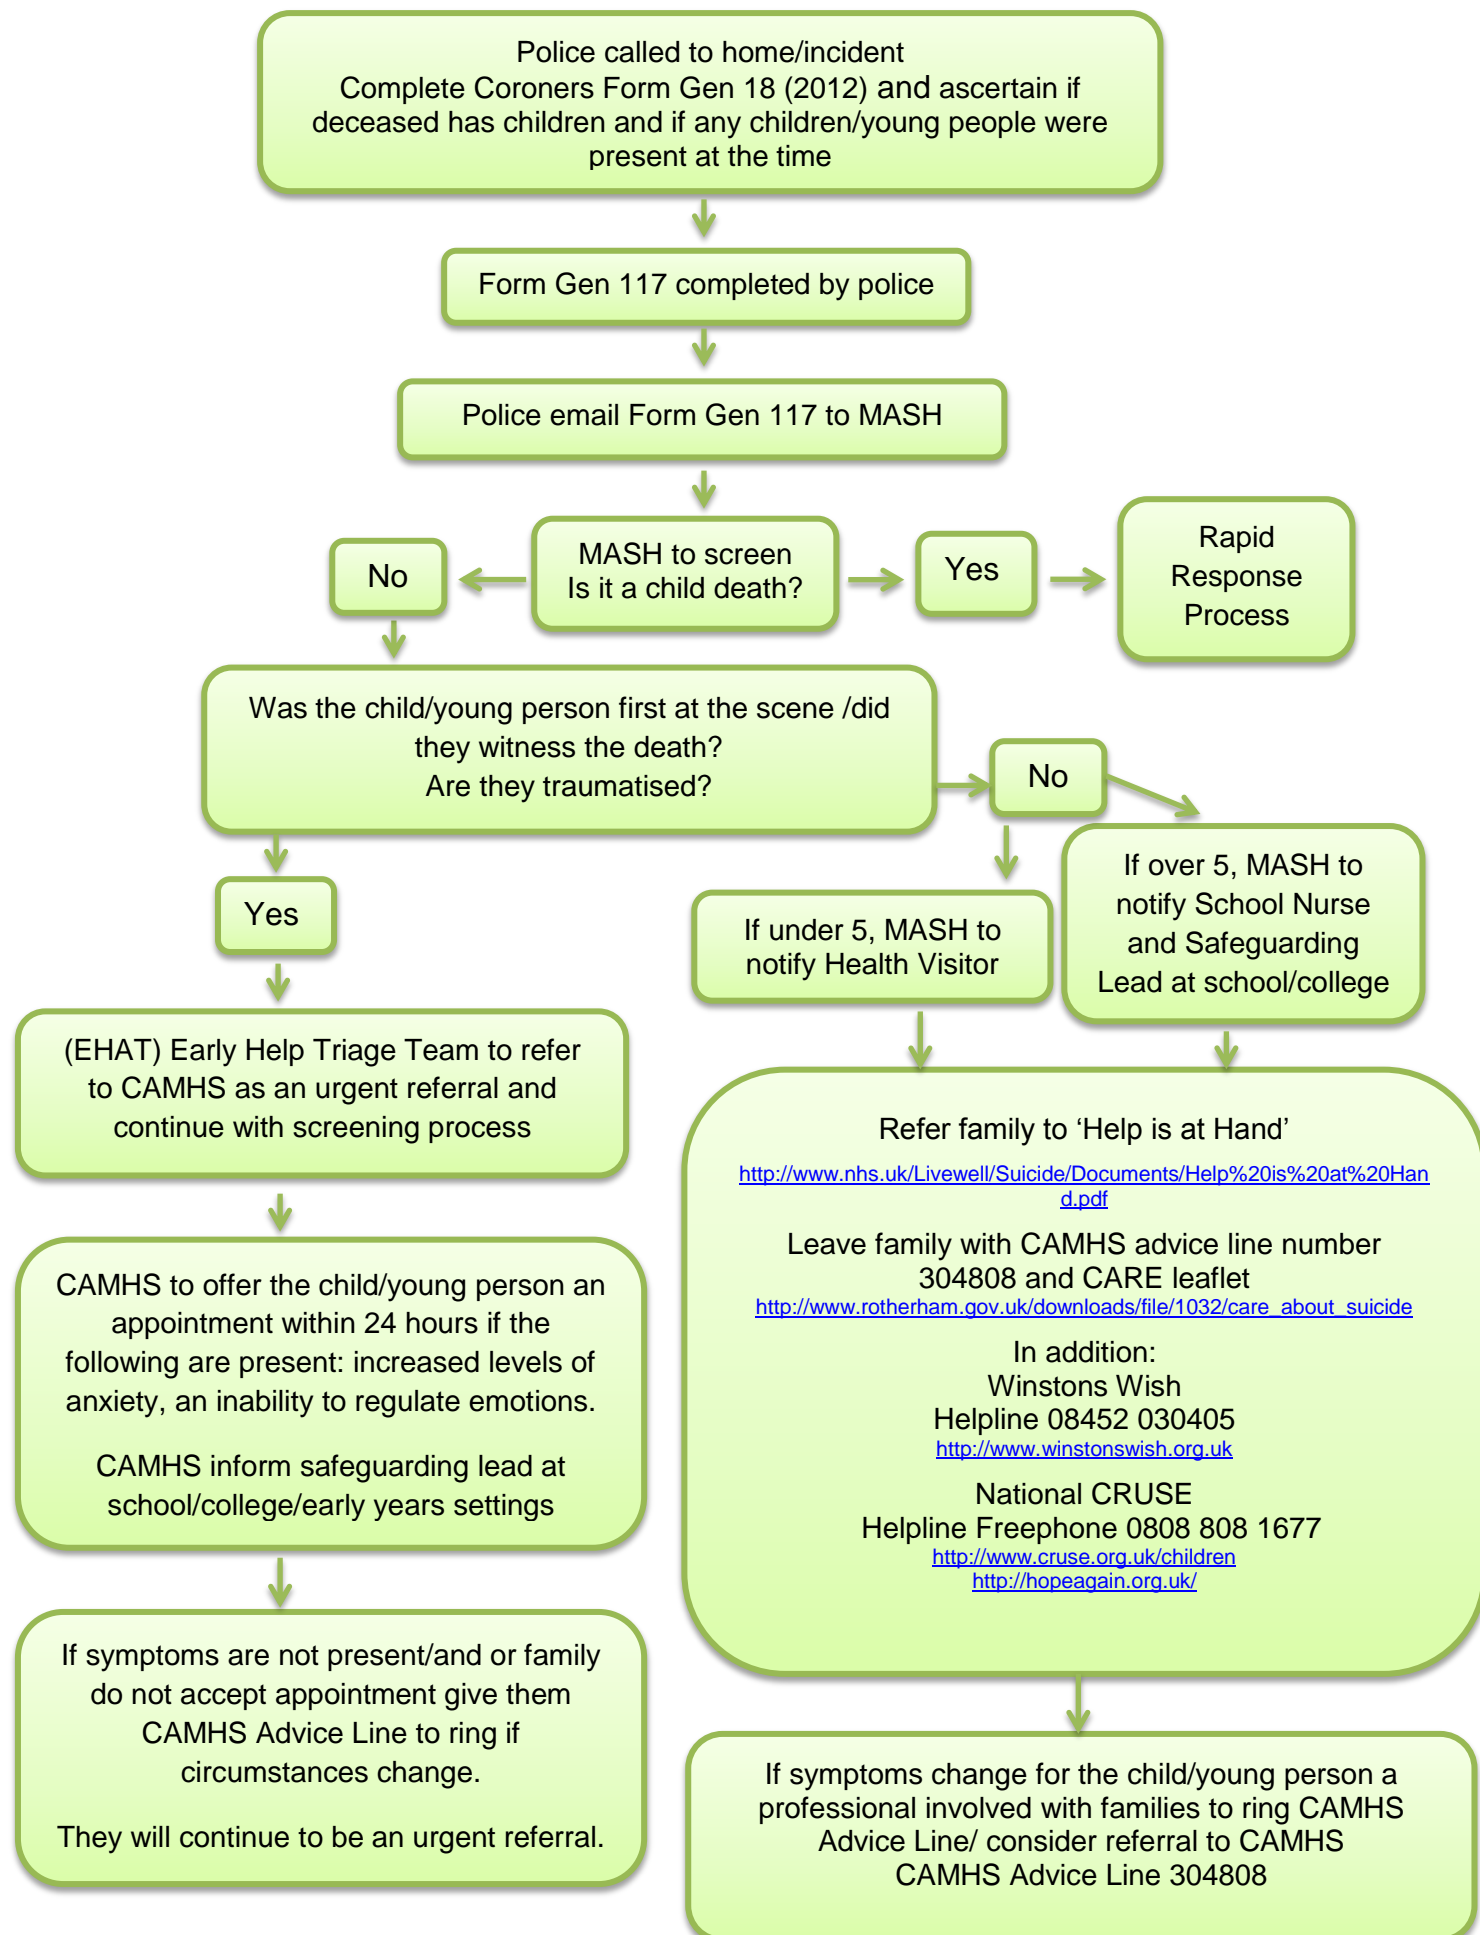 Police called to home/incident
Complete Coroners Form Gen 18 (2012) and ascertain if
deceased has children and if any children/young people were
present at the time
Form Gen 117 completed by police
Police email Form Gen 117 to MASH
MASH to screen
Is it a child death?
No
Yes
Rapid
Response
Process
Was the child/young person first at the scene /did
they witness the death?
Are they traumatised?
No
Yes
If under 5, MASH to
notify Health Visitor
If over 5, MASH to
notify School Nurse
and Safeguarding
Lead at school/college
(EHAT) Early Help Triage Team to refer
to CAMHS as an urgent referral and
continue with screening process
CAMHS to offer the child/young person an
appointment within 24 hours if the
following are present: increased levels of
anxiety, an inability to regulate emotions.
CAMHS inform safeguarding lead at
school/college/early years settings
If symptoms are not present/and or family
do not accept appointment give them
CAMHS Advice Line to ring if
circumstances change.
They will continue to be an urgent referral.
Refer family to ‘Help is at Hand’
http://www.nhs.uk/Livewell/Suicide/Documents/Help%20is%20at%20Han
d.pdf
Leave family with CAMHS advice line number
304808 and CARE leaflet
http://www.rotherham.gov.uk/downloads/file/1032/care_about_suicide
In addition:
Winstons Wish
Helpline 08452 030405
http://www.winstonswish.org.uk
National CRUSE
Helpline Freephone 0808 808 1677
http://www.cruse.org.uk/children
http://hopeagain.org.uk/
If symptoms change for the child/young person a
professional involved with families to ring CAMHS
Advice Line/ consider referral to CAMHS
CAMHS Advice Line 304808